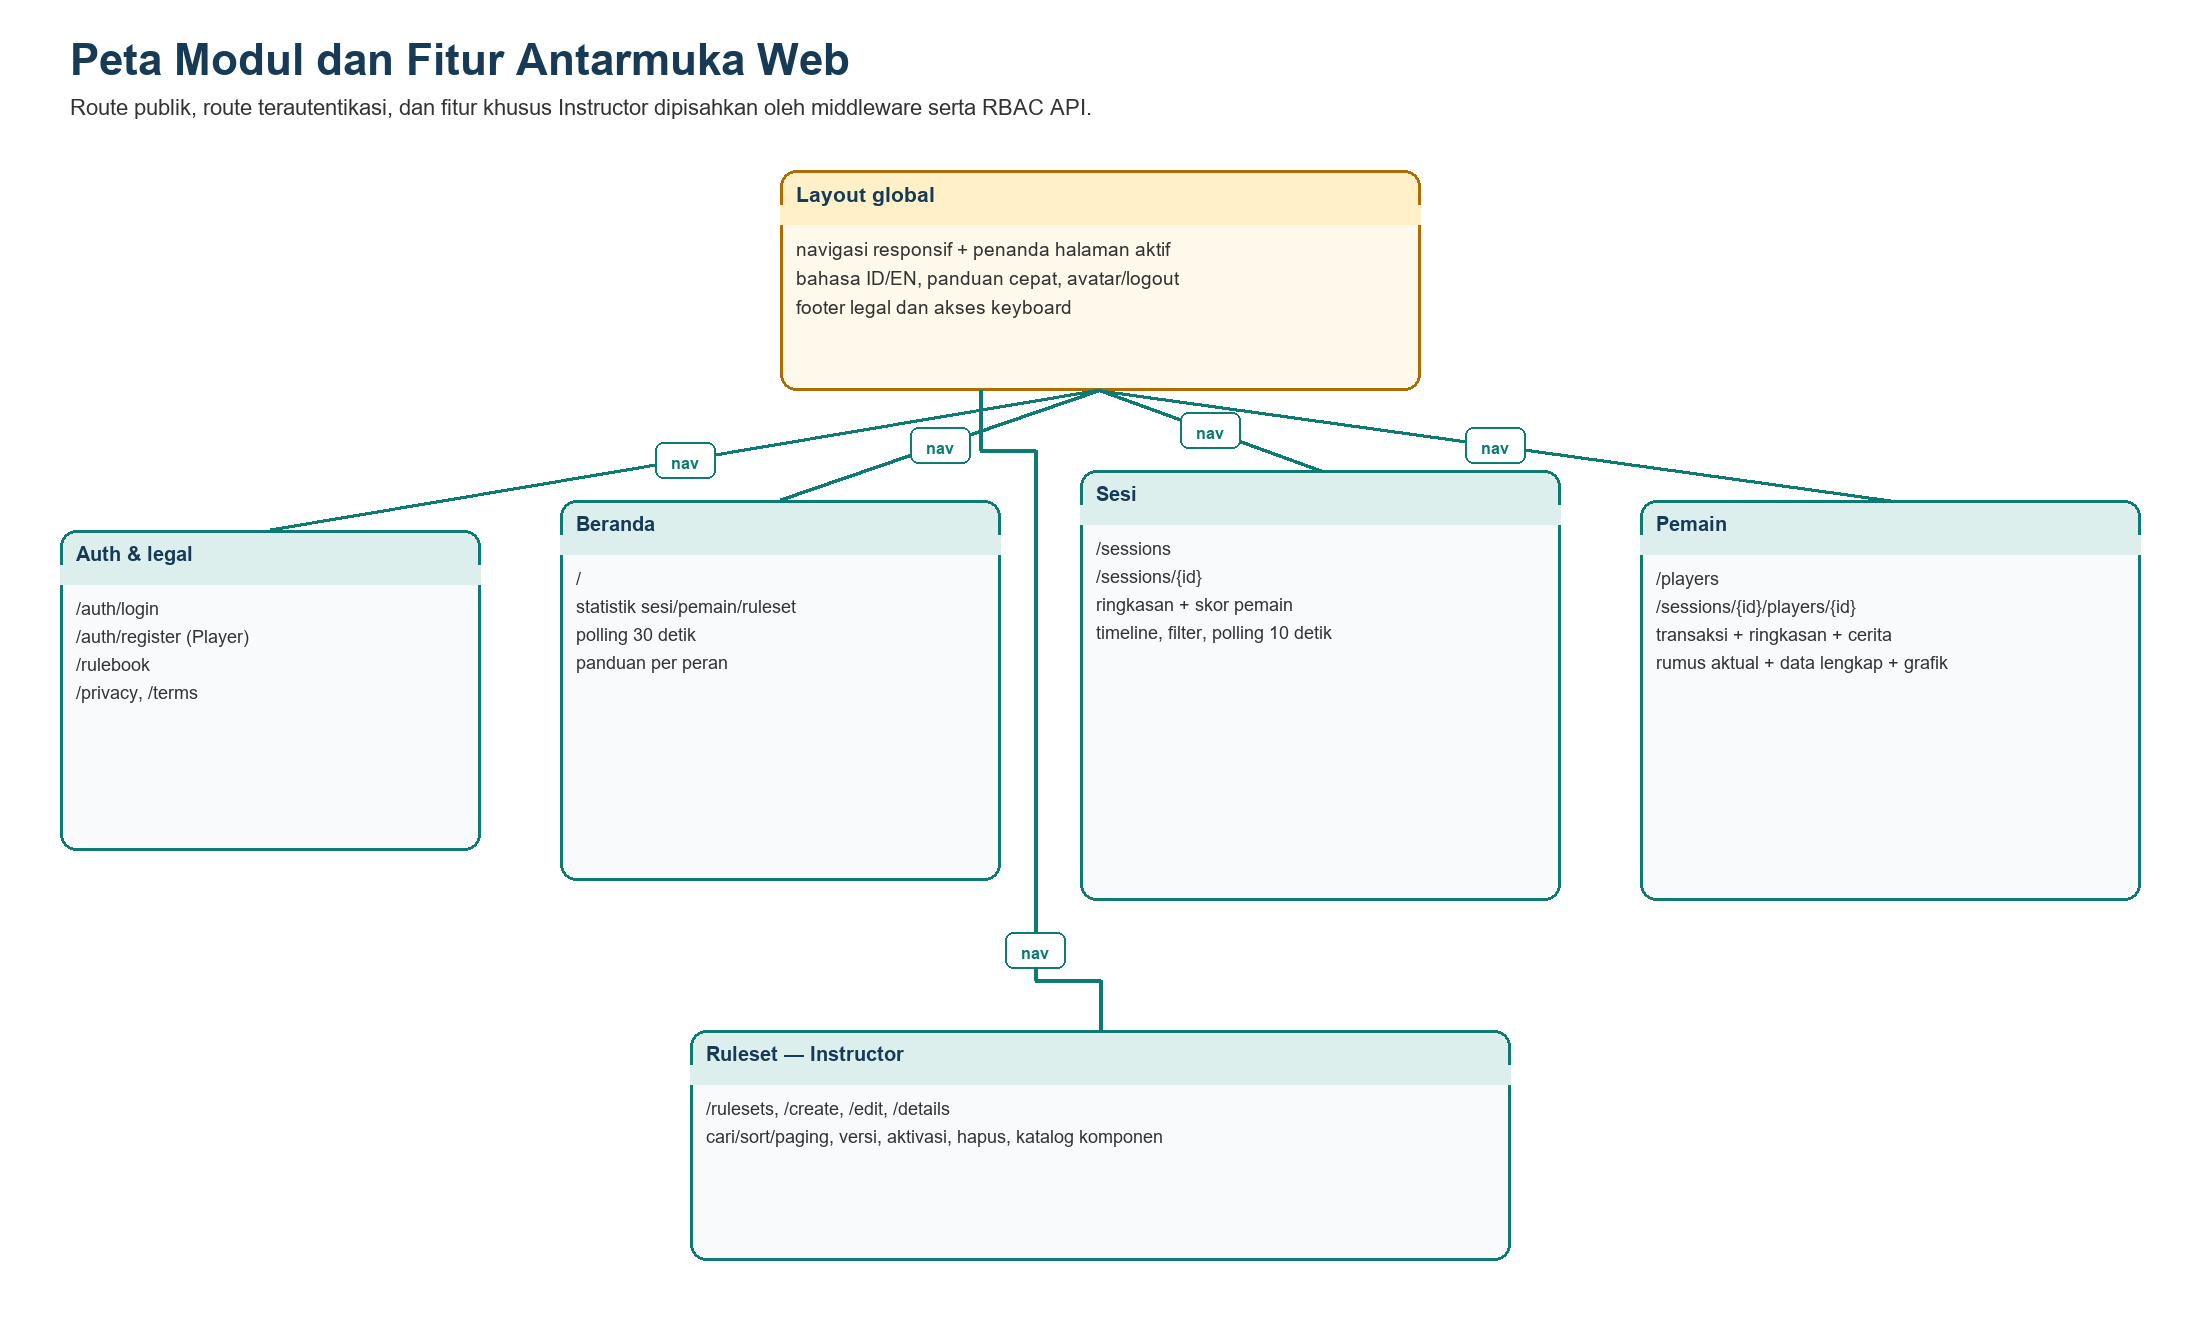 Peta Modul dan Fitur Antarmuka Web
Route publik, route terautentikasi, dan fitur khusus Instructor dipisahkan oleh middleware serta RBAC API.
Layout global
navigasi responsif + penanda halaman aktif
bahasa ID/EN, panduan cepat, avatar/logout
footer legal dan akses keyboard
nav
nav
nav
nav
Auth & legal
/auth/login
/auth/register (Player)
/rulebook
/privacy, /terms
Beranda
/
statistik sesi/pemain/ruleset
polling 30 detik
panduan per peran
Sesi
/sessions
/sessions/{id}
ringkasan + skor pemain
timeline, filter, polling 10 detik
Pemain
/players
/sessions/{id}/players/{id}
transaksi + ringkasan + cerita
rumus aktual + data lengkap + grafik
nav
Ruleset — Instructor
/rulesets, /create, /edit, /details
cari/sort/paging, versi, aktivasi, hapus, katalog komponen